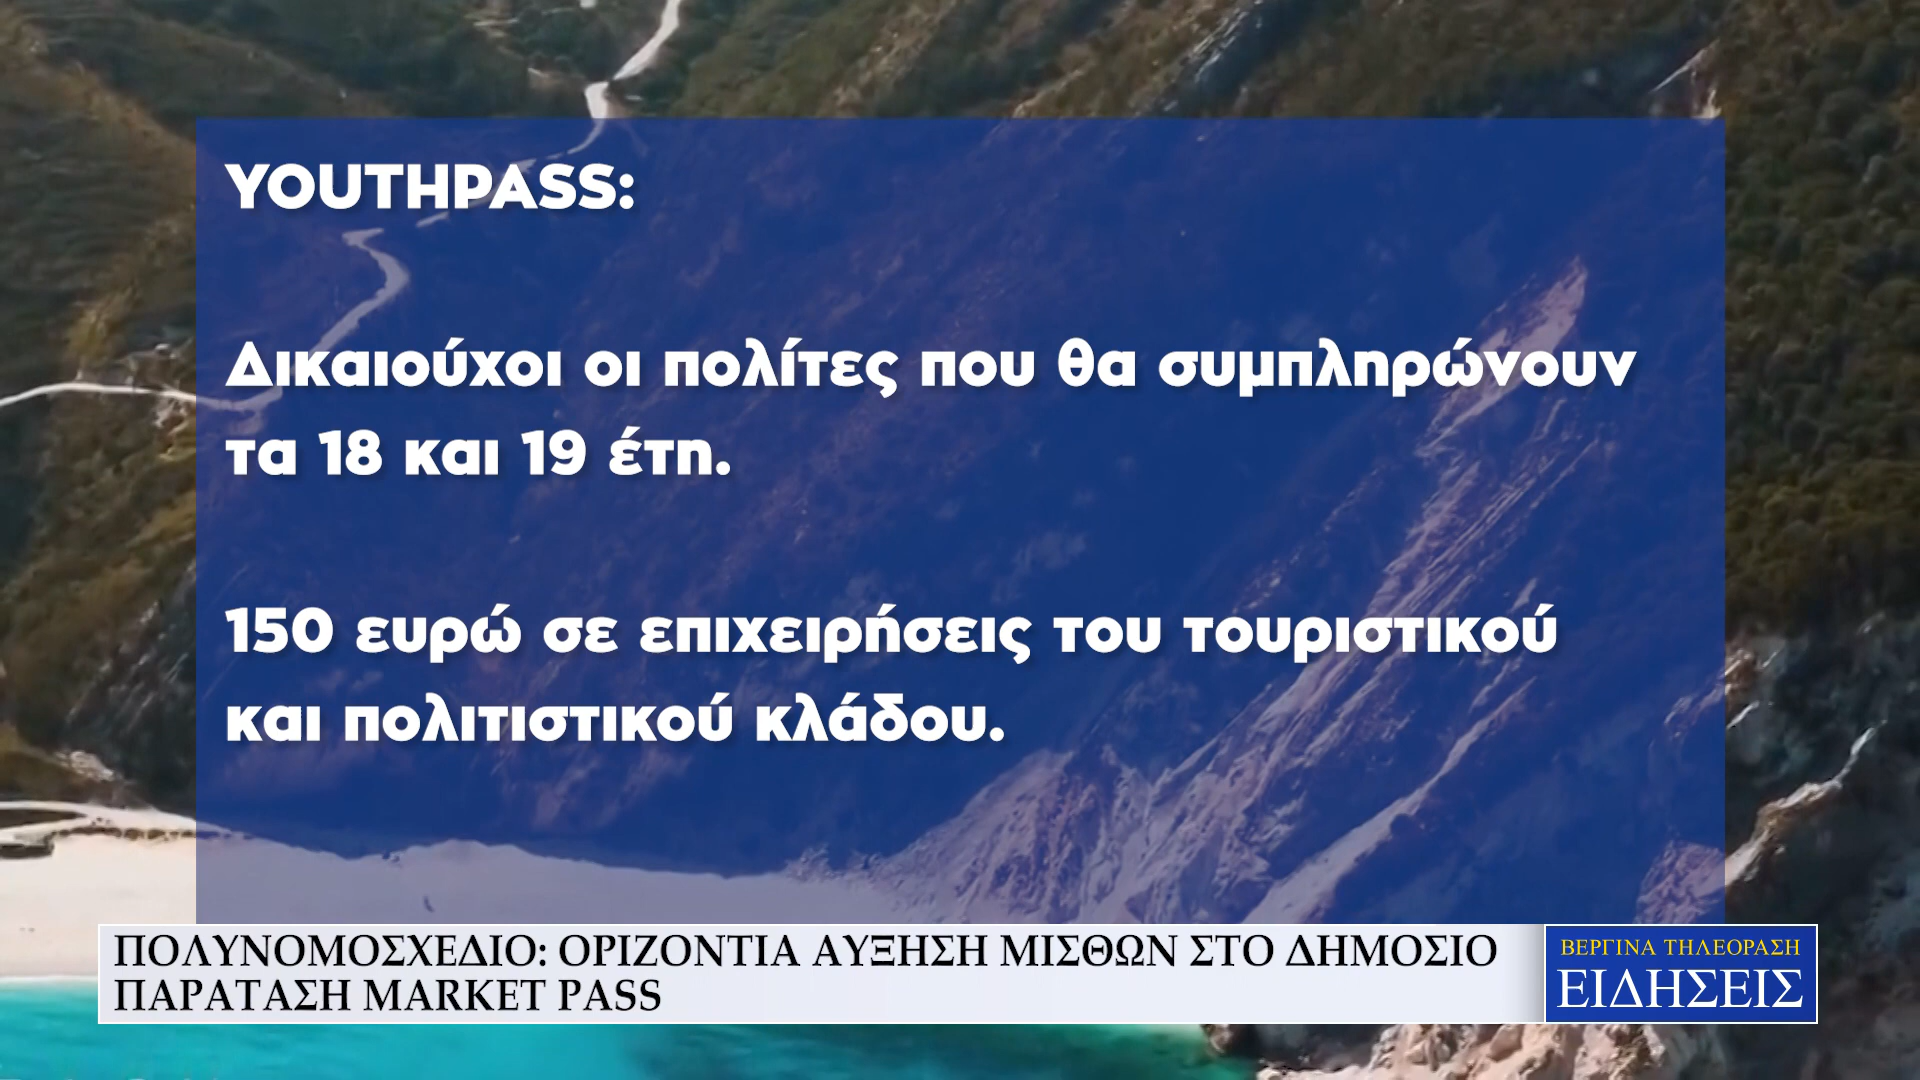 YOUTHPASS:
Δικαιούχοι οι πολίτες που θα συμπληρώνουν
τα 18 και 19 έτη.
150 ευρώ σε επιχειρήσεις του τουριστικού
και πολιτιστικού κλάδου.
ΠΟΛΥΝΟΜΟΣΧΕΔΙΟ: ΟΡΙΖΟΝΤΙΑ ΑΥΞΗΣΗ ΜΙΣΘΩΝ ΣΤΟ ΔΗΜΟΣΙΟ
ΠΑΡΑΤΑΣΗ MARKET PASS
ΒΕΡΓΙΝΑ ΤΗΛΕΟΡΑΣΗ
ΕΙΔΗΣΕΙΣ